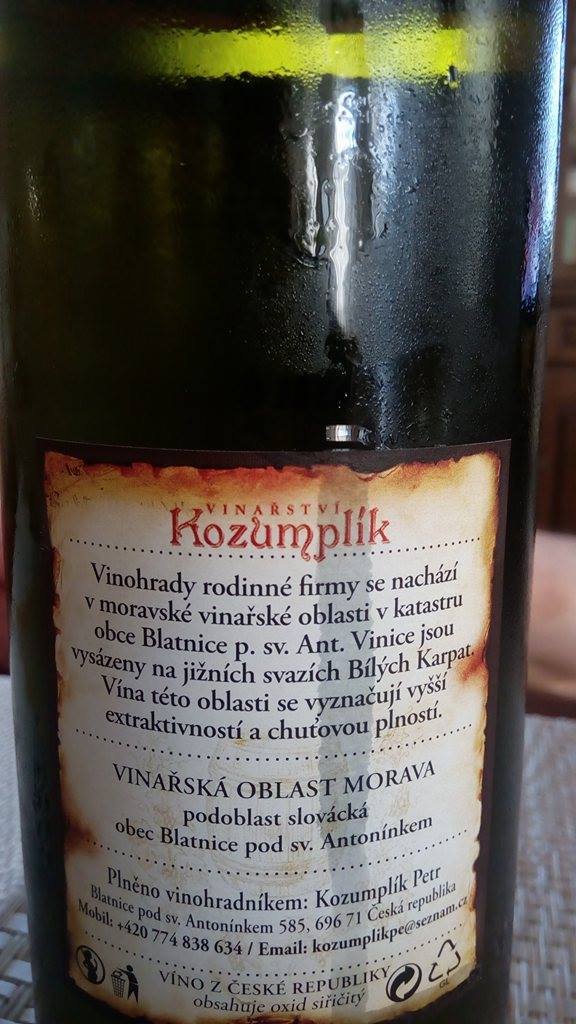 VINAŘSTVÍ
Kozumplík
Vinohrady rodinné firmy se nachází
v moravské vinařské oblasti v katastru
obce Blatnice p. sv. Ant. Vinice jsou
vysázeny na jižních svazích Bílých Karpat.
Vína této oblasti se vyznačují vyšší
extraktivností a chuťovou plností.
VINAŘSKÁ OBLAST MORAVA
podoblast slovácká
obec Blatnice pod sv. Antonínkem
Plněno vinohradníkem: Kozumplík Petr
Blatnice pod sv. Antonínkem 585, 696 71 Česká republika
Mobil: +420 774 838 634 / Email: kozumplikpe@seznam.cz
VÍNO Z ČESKÉ REPUBLIKY
obsahuje oxid siřičitý
GL